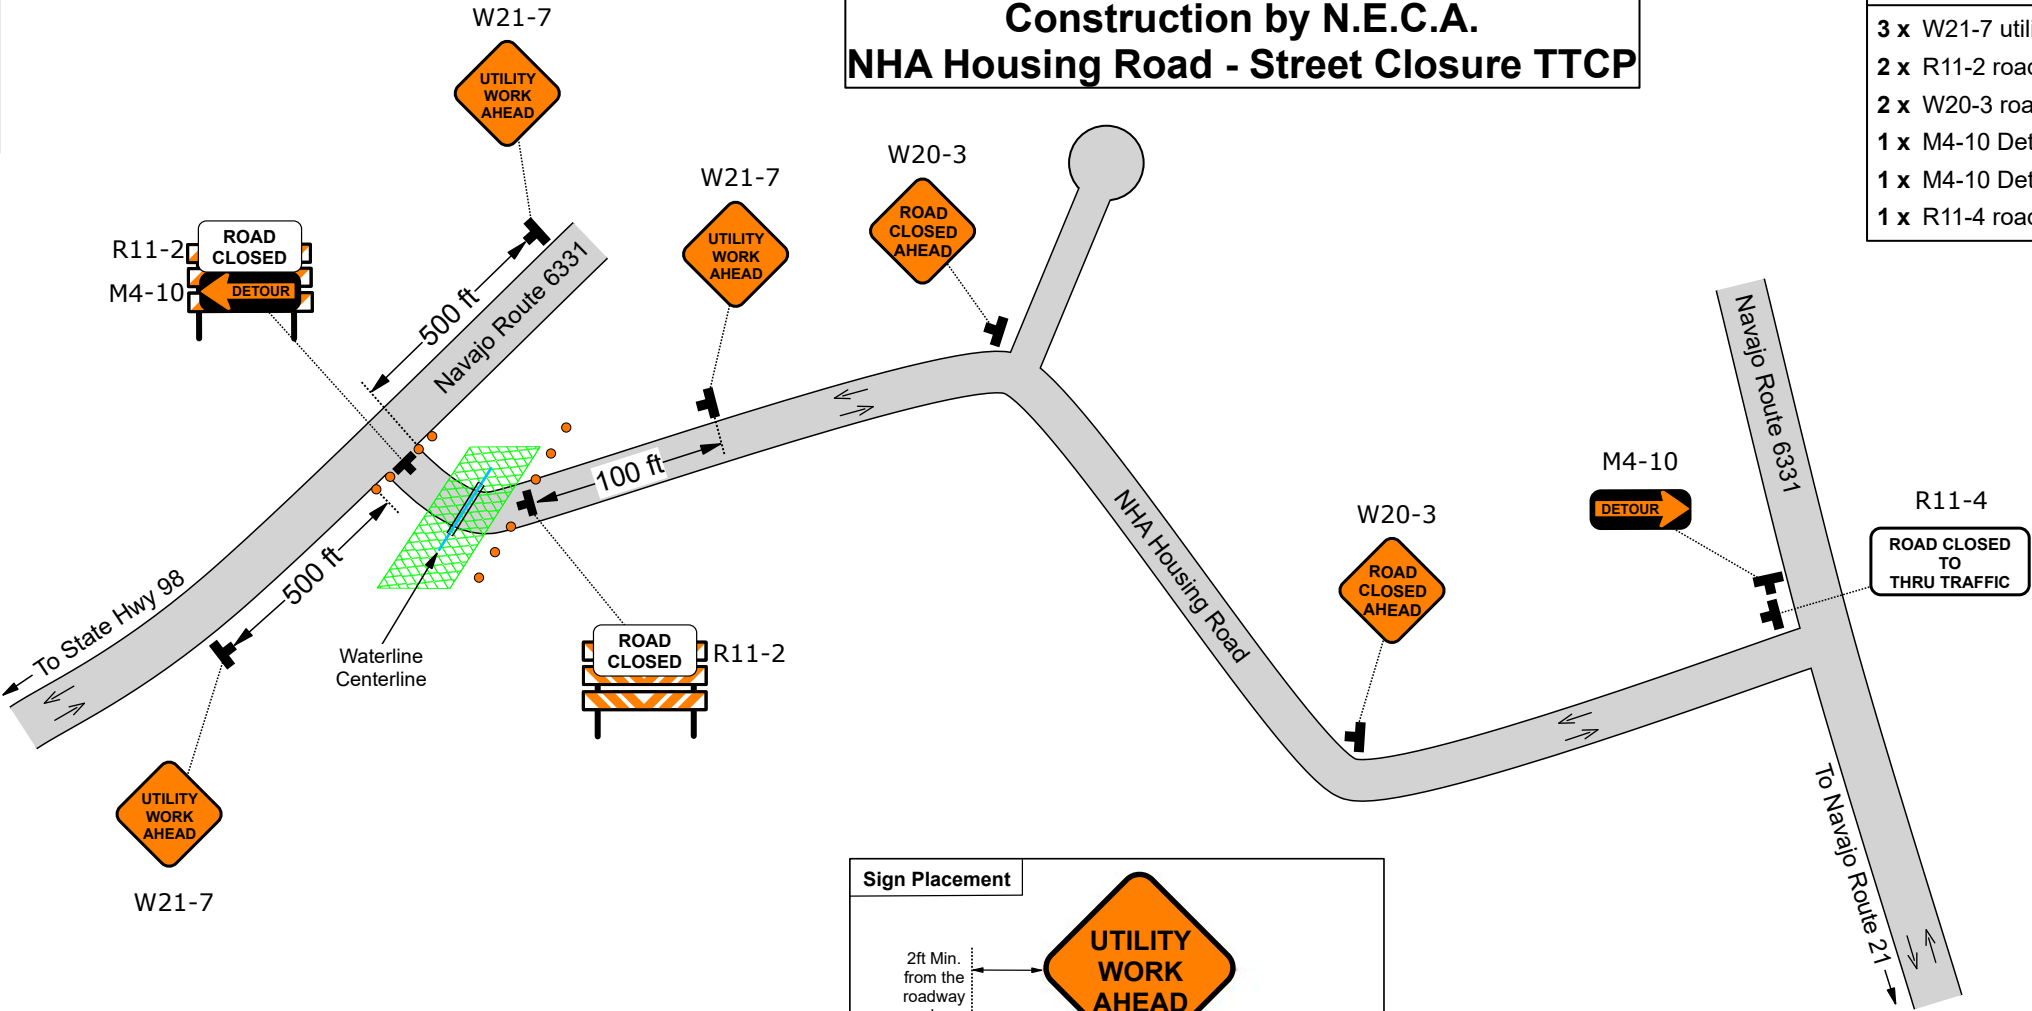 W21-7
UTILITY
WORK
AHEAD
Construction by N.E.C.A.
NHA Housing Road - Street Closure TTCP
3 x W21-7
2 x R11-2
2 x W20-3
1 x M4-10
1 x M4-10
1 x R11-4
R11-2
ROAD
CLOSED
M4-10
DETOUR
500 ft
Navajo Route 6331
W21-7
UTILITY
WORK
AHEAD
W20-3
ROAD
CLOSED
AHEAD
100 ft
NHA Housing Road
Navajo Route 6331
M4-10
DETOUR
R11-4
ROAD CLOSED
TO
THRU TRAFFIC
W20-3
ROAD
CLOSED
AHEAD
500 ft
To State Hwy 98
Waterline
Centerline
ROAD
CLOSED
R11-2
UTILITY
WORK
AHEAD
W21-7
To Navajo Route 21
Sign Placement
2ft Min.
from the
roadway
UTILITY
WORK
AHEAD